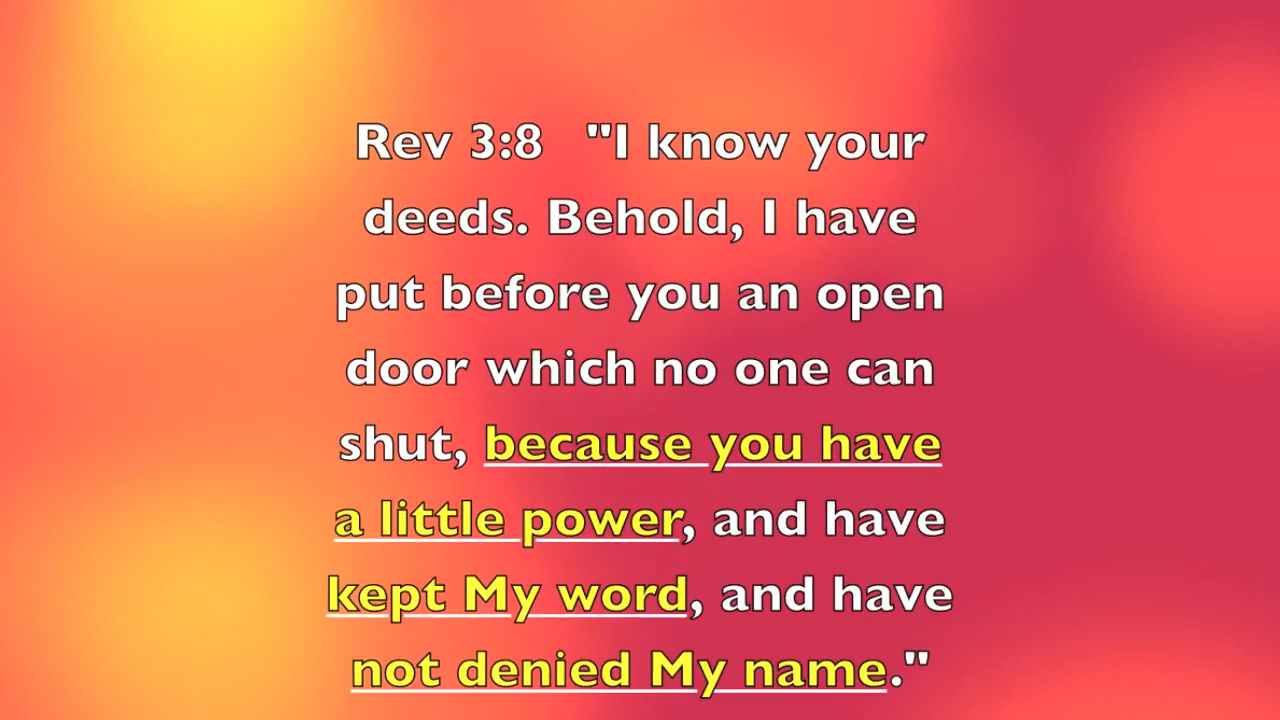 Rev 3:8   "I know your
deeds. Behold, I have
put before you an open
door which no one can
shut, because you have
a little power, and have
kept My word, and have
not denied My name."